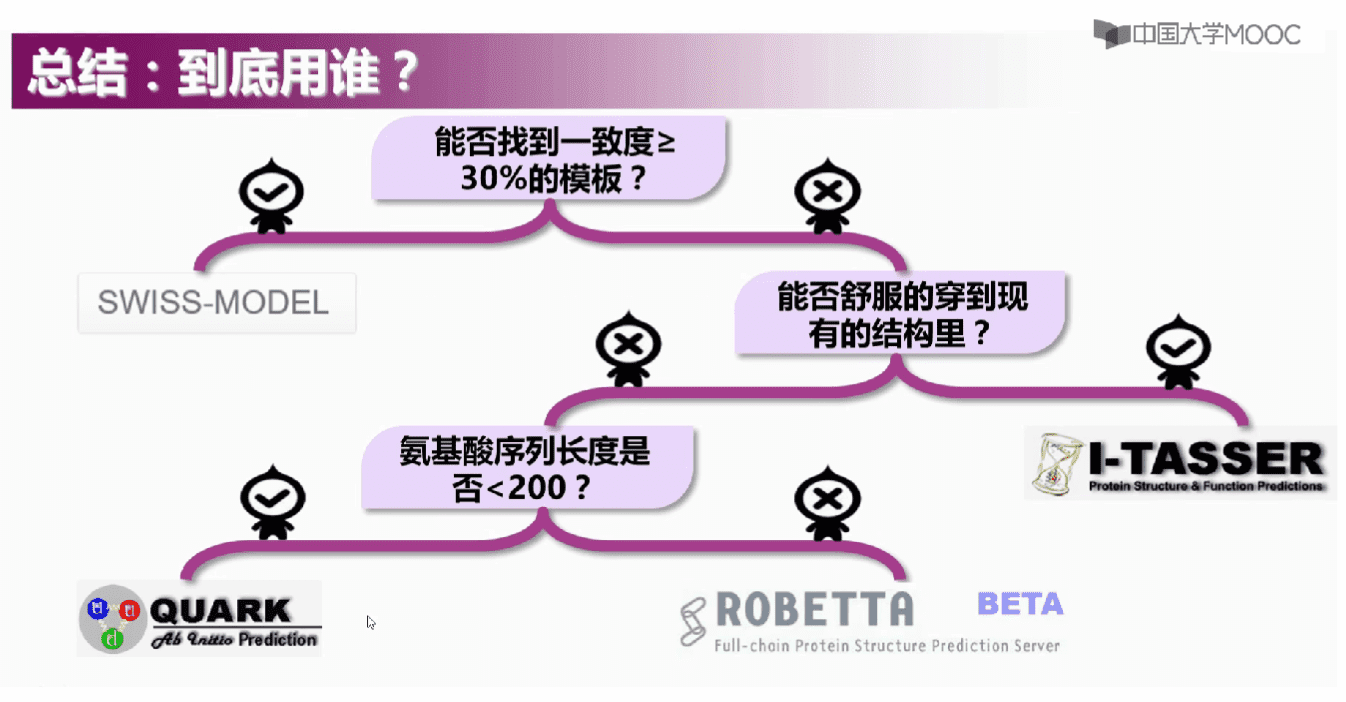 中国大学MOOC
总结：到底用谁？
能否找到一致度≥
30%的模板？
SWISS-MODEL
能否舒服的穿到现
有的结构里？
I-TASSER
Protein Structure & Function Predictions
氨基酸序列长度是
否<200？
QUARK
Ab Initio Prediction
ROBETTA
BETA
Full-chain Protein Structure Prediction Server